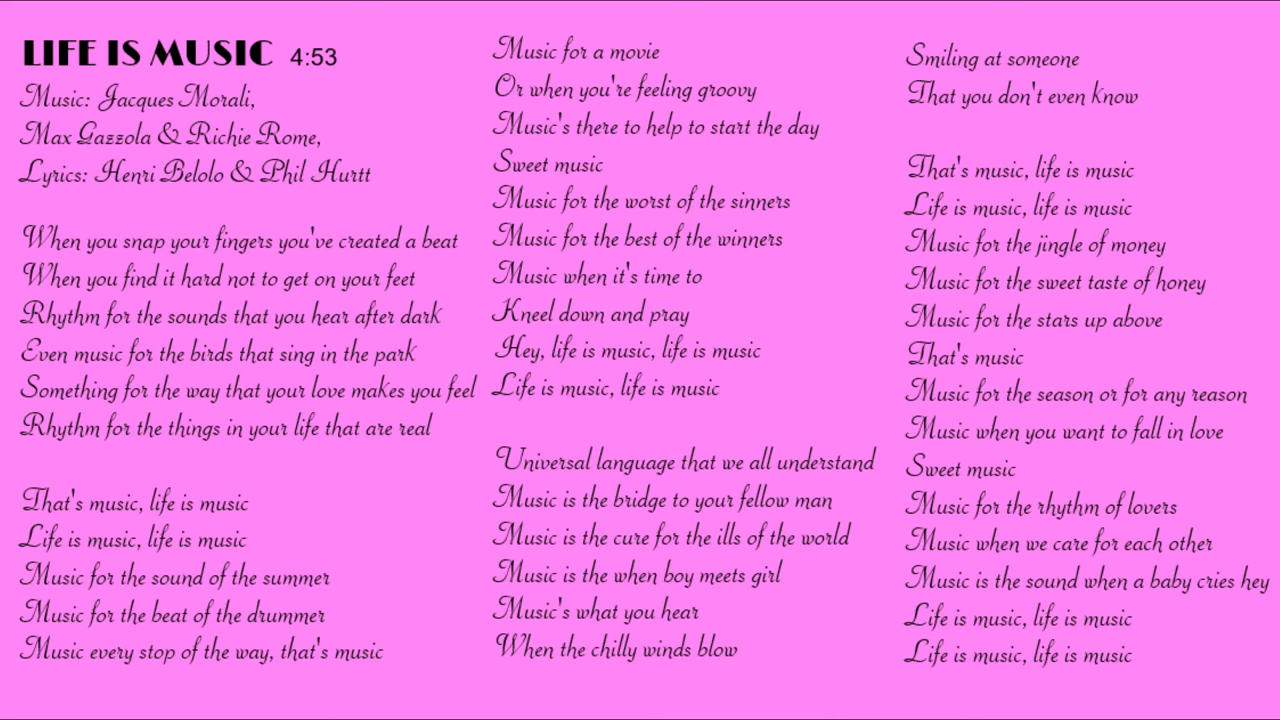 LIFE IS MUSIC 4:53
Music: Jacques Morali,
Max Gazzola & Richie Rome,
Lyrics: Henri Belolo & Phil Hurtt
When you snap your fingers you've created a beat
When you find it hard not to get on your feet
Rhythm for the sounds that you hear after dark
Even music for the birds that sing in the park
Something for the way that your love makes you feel
Rhythm for the things in your life that are real
That's music, life is music
Life is music, life is music
Music for the sound of the summer
Music for the beat of the drummer
Music every stop of the way, that's music
Music for a movie
Or when you're feeling groovy
Music's there to help to start the day
Sweet music
Music for the worst of the sinners
Music for the best of the winners
Music when it's time to
Kneel down and pray
Hey, life is music, life is music
Life is music, life is music
Universal language that we all understand
Music is the bridge to your fellow man
Music is the cure for the ills of the world
Music is the when boy meets girl
Music's what you hear
When the chilly winds blow
Smiling at someone
That you don't even know
That's music, life is music
Life is music, life is music
Music for the jingle of money
Music for the sweet taste of honey
Music for the stars up above
That's music
Music for the season or for any reason
Music when you want to fall in love
Sweet music
Music for the rhythm of lovers
Music when we care for each other
Music is the sound when a baby cries hey
Life is music, life is music
Life is music, life is music